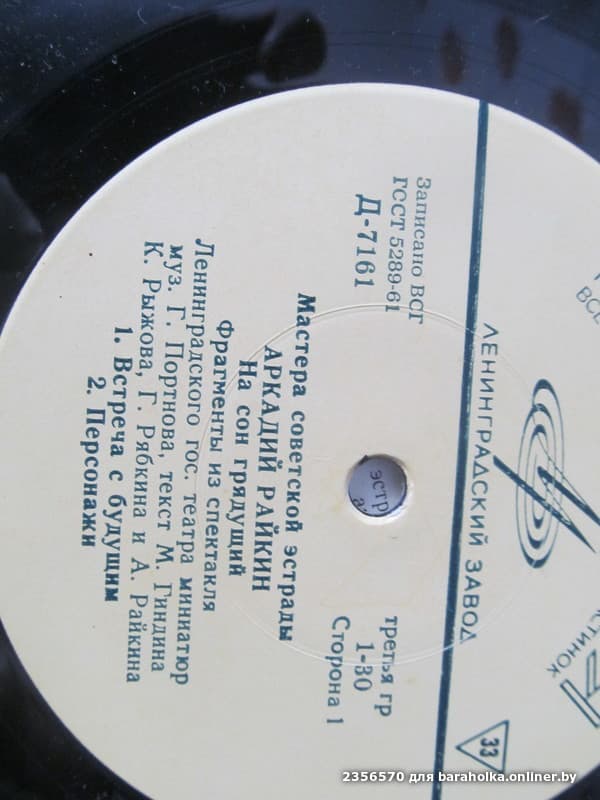 ЛЕНИНГРАДСКИЙ ЗАВОД
33
Записано ВСГ
ГОСТ 5289-61
Д-7161
третья гр
1-30
Сторона 1
Мастера советской эстрады
АРКАДИЙ РАЙКИН
На сон грядущий
фрагменты из спектакля
Ленинградского гос. театра миниатюр
муз. Г. Портнова, текст М. Гиндина
К. Рыжова, Г. Рябкина и А. Райкина
1. Встреча с будущим
2. Персонажи
2356570 для baraholka.onliner.by